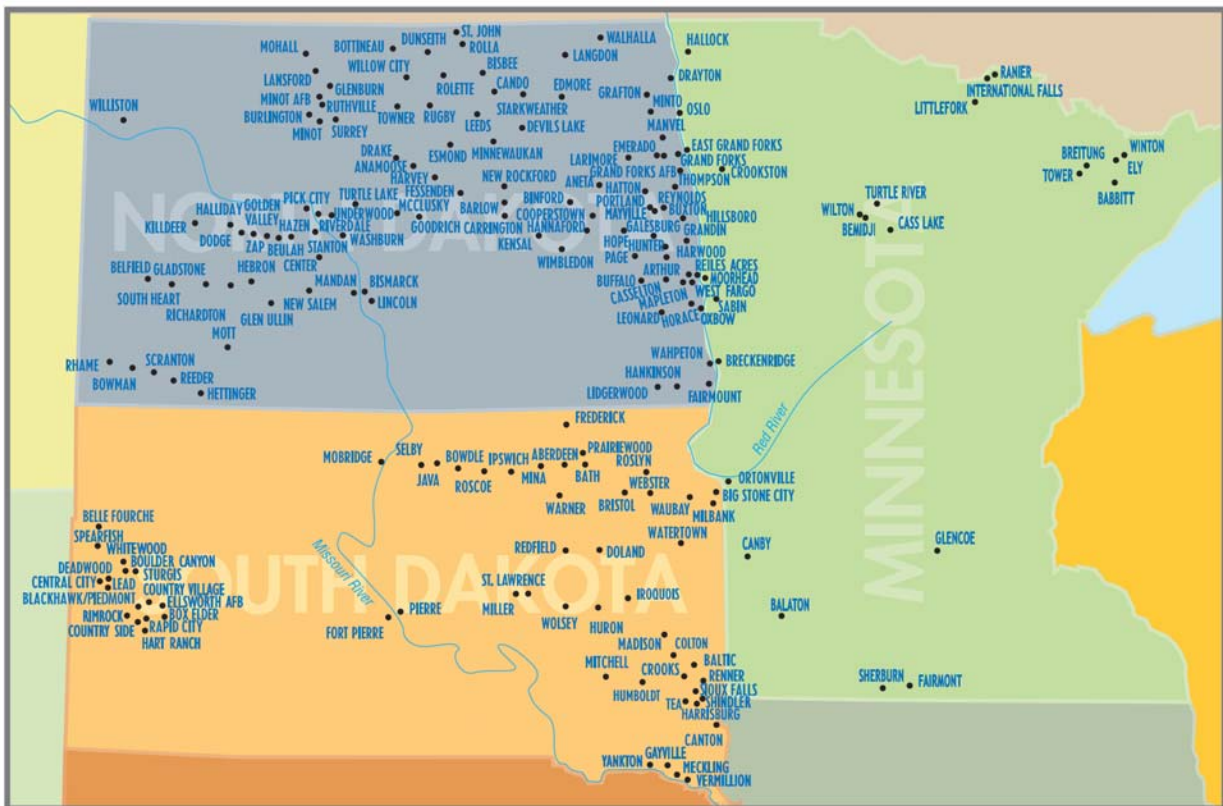 ST. JOHN
DUNSEITH
WALHALLA
BOTTINEAU
ROLLA
HALLOCK
MOHALL
LANGDON
WILLOW CITY
BISBEE
LANSFORD
GLENBURN
ROLETTE
CANDO
EDMORE
DRAYTON
RANIER
INTERNATIONAL FALLS
MINOT AFB
GRAFTON
LITTLEFORK
WILLISTON
RUTHVILLE
STARKWEATHER
MINTO
BURLINGTON
TOWNER
RUGBY
OSLO
LEEDS
DEVILS LAKE
MINOT
SURREY
MANVEL
DRAKE
ESMOND
MINNEWAUKAN
EMERADO
EAST GRAND FORKS
WINTON
LARIMORE
GRAND FORKS
BREITUNG
ANAMOOSE
GRAND FORKS AFB
CROOKSTON
ELY
TOWER
HARVEY
NEW ROCKFORD
ANETA
THOMPSON
BABBITT
FESSENDEN
HATTON
REYNOLDS
TURTLE RIVER
PICK CITY
TURTLE LAKE
NORTH DAKOTA
BINFORD
PORTLAND
GOLDEN
VALLEY
MCCLUSKY
BARLOW
BUXTON
HALLIDAY
UNDERWOOD
COOPERSTOWN
MAYVILLE
HILLSBORO
WILTON
CASS LAKE
KILLDEER
HAZEN
RIVERDALE
GOODRICH
CARRINGTON
HANNAFORD
GALESBURG
BEMIDJI
GRANDIN
DODGE
ZAP
BEULAH
STANTON
WASHBURN
KENSAL
HOPE
HUNTER
CENTER
WIMBLEDON
PAGE
HARWOOD
BELFIELD
GLADSTONE
HEBRON
ARTHUR
REILES ACRES
MANDAN
BISMARCK
BUFFALO
CASSELTON
MOORHEAD
SOUTH HEART
WEST FARGO
MAPLETON
NEW SALEM
LINCOLN
SABIN
RICHARDTON
GLEN ULLIN
LEONARD
HORACE
OXBOW
MOTT
MINNESOTA
WAHPETON
RHAME
SCRANTON
BRECKENRIDGE
BOWMAN
REEDER
HANKINSON
HETTINGER
LIDGERWOOD
FAIRMOUNT
FREDERICK
Red River
SELBY
PRAIRIEWOOD
MOBRIDGE
BOWDLE
IPSWICH
ABERDEEN
ROSLYN
JAVA
MINA
BATH
ROSCOE
WEBSTER
ORTONVILLE
BIG STONE CITY
WARNER
BRISTOL
WAUBAY
MILBANK
BELLE FOURCHE
WATERTOWN
SPEARFISH
WHITEWOOD
REDFIELD
DOLAND
CANBY
GLENCOE
DEADWOOD
BOULDER CANYON
Missouri River
SOUTH DAKOTA
STURGIS
CENTRAL CITY
LEAD
COUNTRY VILLAGE
ST. LAWRENCE
BLACKHAWK/PIEDMONT
ELLSWORTH AFB
IROQUOIS
PIERRE
MILLER
RIMROCK
BOX ELDER
FORT PIERRE
WOLSEY
BALATON
COUNTRY SIDE
RAPID CITY
HURON
HART RANCH
MADISON
COLTON
MITCHELL
BALTIC
CROOKS
RENNER
SHERBURN
FAIRMONT
HUMBOLDT
SIOUX FALLS
TEA
SHINDLER
HARRISBURG
CANTON
YANKTON
GAYVILLE
MECKLING
VERMILLION